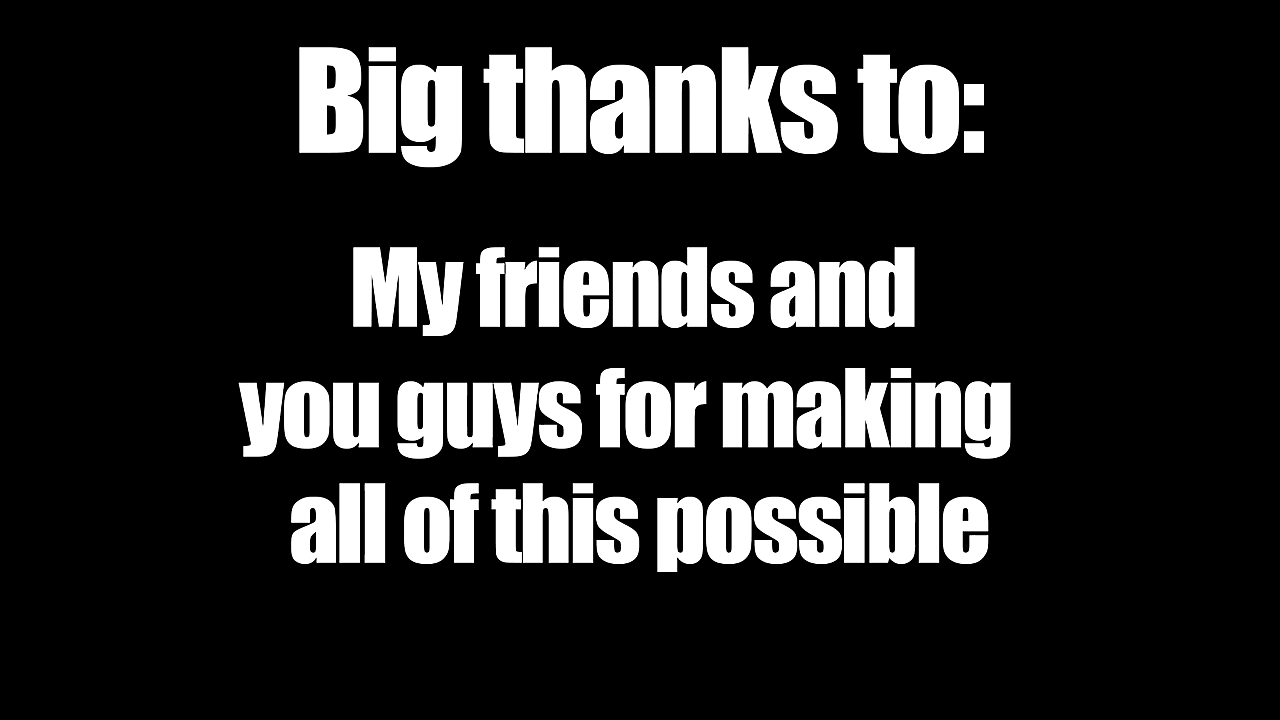 Big thanks to:
My friends and
you guys for making
all of this possible